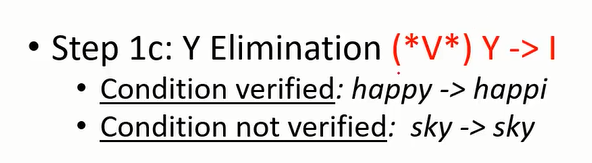 • Step 1c: Y Elimination (*V*) Y -> I
• Condition verified: happy -> happi
• Condition not verified: sky -> sky